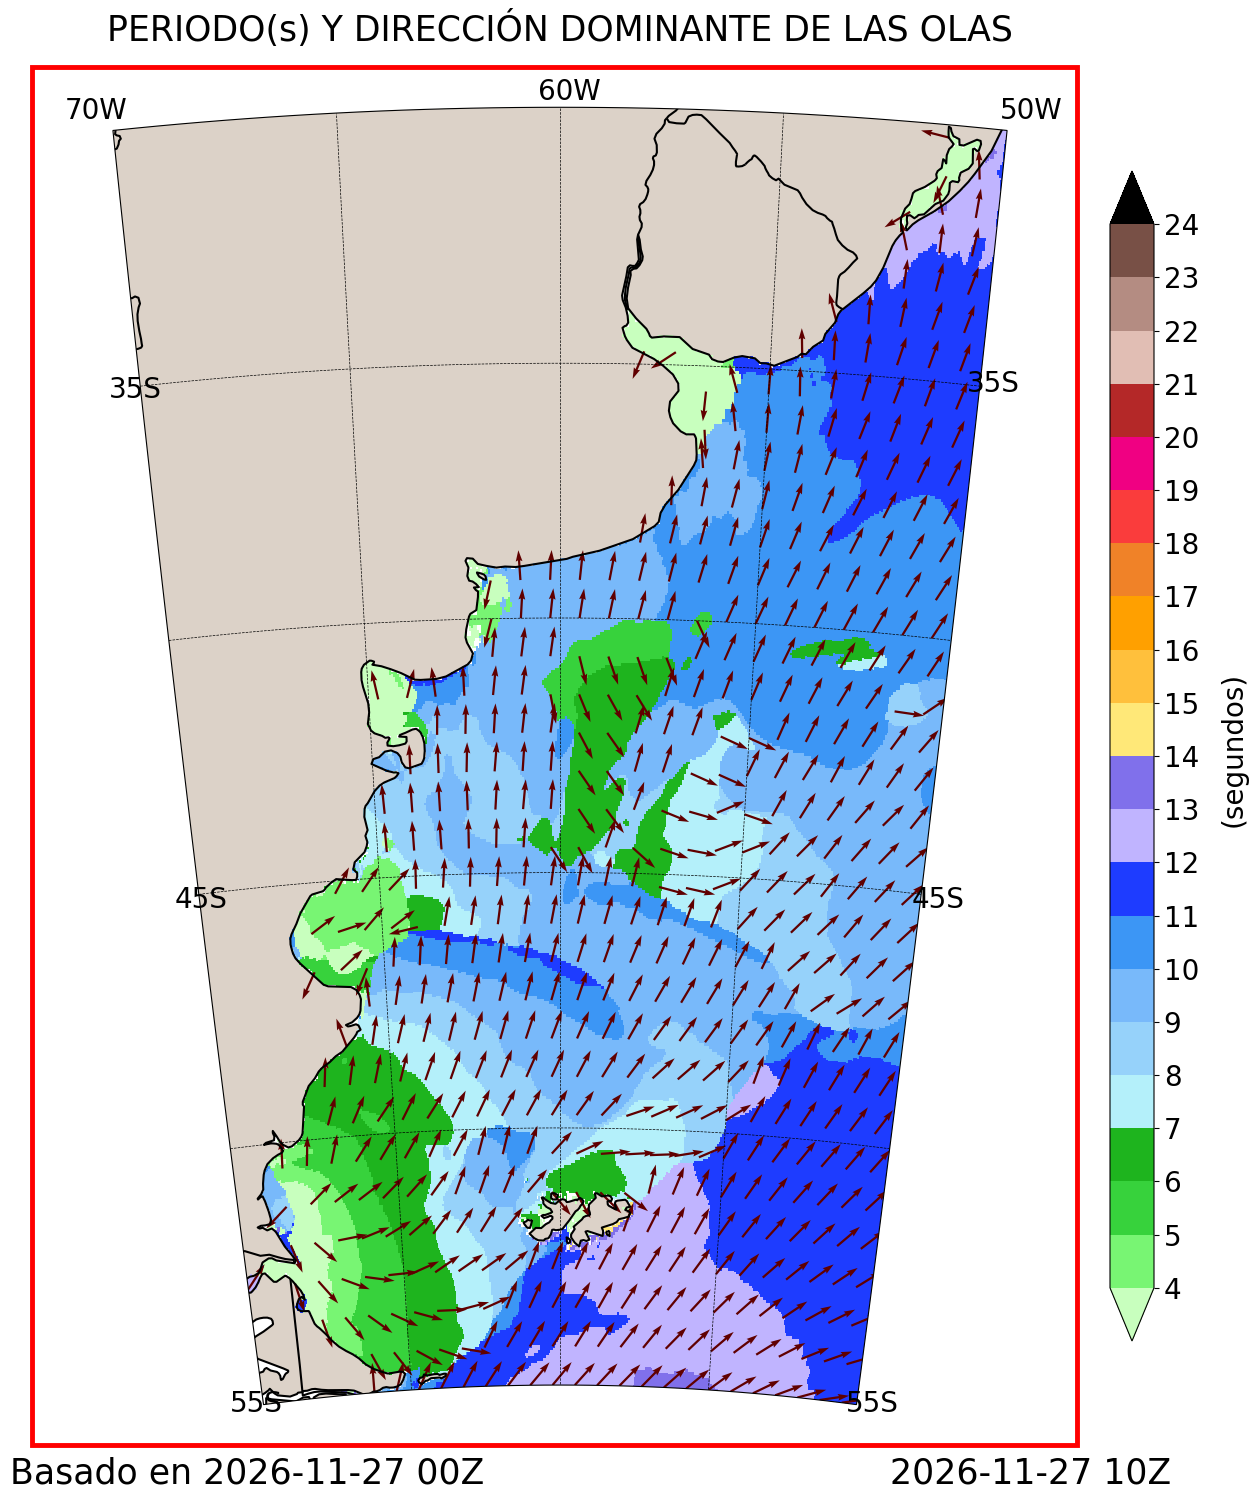 PERIODO(s) Y DIRECCIÓN DOMINANTE DE LAS OLAS
70W
60W
50W
35S
35S
45S
45S
55S
55S
24
23
22
21
20
19
18
17
16
15
14
13
12
11
10
9
8
7
6
5
4
(segundos)
Basado en 2026-11-27 00Z
2026-11-27 10Z